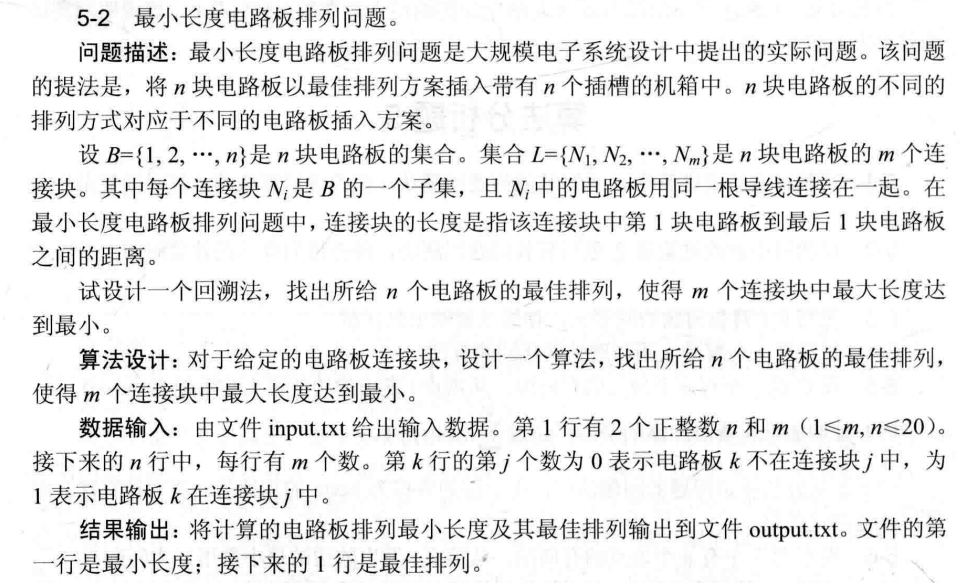 5-2 最小长度电路板排列问题。
问题描述：最小长度电路板排列问题是大规模电子系统设计中提出的实际问题。该问题
的提法是，将 n 块电路板以最佳排列方案插入带有 n 个插槽的机箱中。n 块电路板的不同的
排列方式对应于不同的电路板插入方案。
设 B={1, 2, …, n}是 n 块电路板的集合。集合 L={N₁, N₂, …, Nₘ}是 n 块电路板的 m 个连
接块。其中每个连接块 Nᵢ是 B 的一个子集，且 Nᵢ中的电路板用同一根导线连接在一起。在
最小长度电路板排列问题中，连接块的长度是指该连接块中第 1 块电路板到最后 1 块电路板
之间的距离。
试设计一个回溯法，找出所给 n 个电路板的最佳排列，使得 m 个连接块中最大长度达
到最小。
算法设计：对于给定的电路板连接块，设计一个算法，找出所给 n 个电路板的最佳排列，
使得 m 个连接块中最大长度达到最小。
数据输入：由文件 input.txt 给出输入数据。第 1 行有 2 个正整数 n 和 m（1≤m, n≤20）。
接下来的 n 行中，每行有 m 个数。第 k 行的第 j 个数为 0 表示电路板 k 不在连接块 j 中，为
1 表示电路板 k 在连接块 j 中。
结果输出：将计算的电路板排列最小长度及其最佳排列输出到文件 output.txt。文件的第
一行是最小长度；接下来的 1 行是最佳排列。